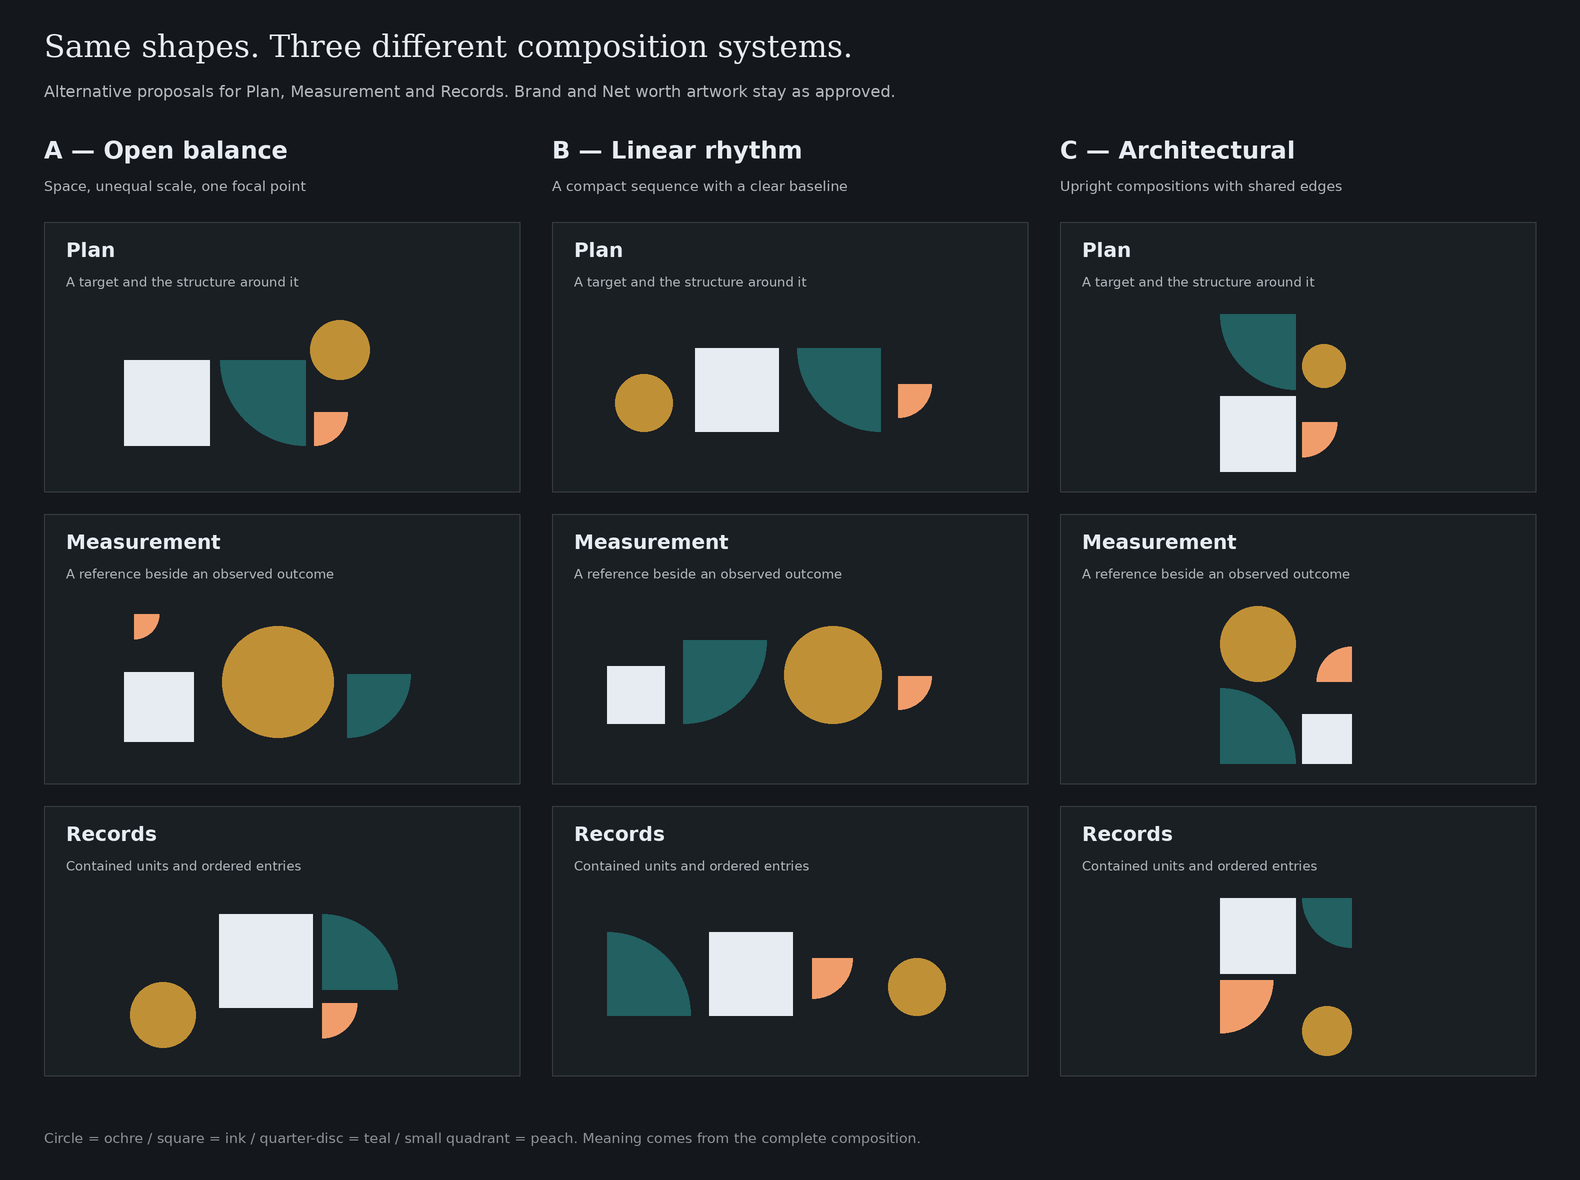 Same shapes. Three different composition systems.
Alternative proposals for Plan, Measurement and Records. Brand and Net worth artwork stay as approved.
A — Open balance
Space, unequal scale, one focal point
Plan
A target and the structure around it
Measurement
A reference beside an observed outcome
Records
Contained units and ordered entries
B — Linear rhythm
A compact sequence with a clear baseline
Plan
A target and the structure around it
Measurement
A reference beside an observed outcome
Records
Contained units and ordered entries
C — Architectural
Upright compositions with shared edges
Plan
A target and the structure around it
Measurement
A reference beside an observed outcome
Records
Contained units and ordered entries
Circle = ochre / square = ink / quarter-disc = teal / small quadrant = peach. Meaning comes from the complete composition.